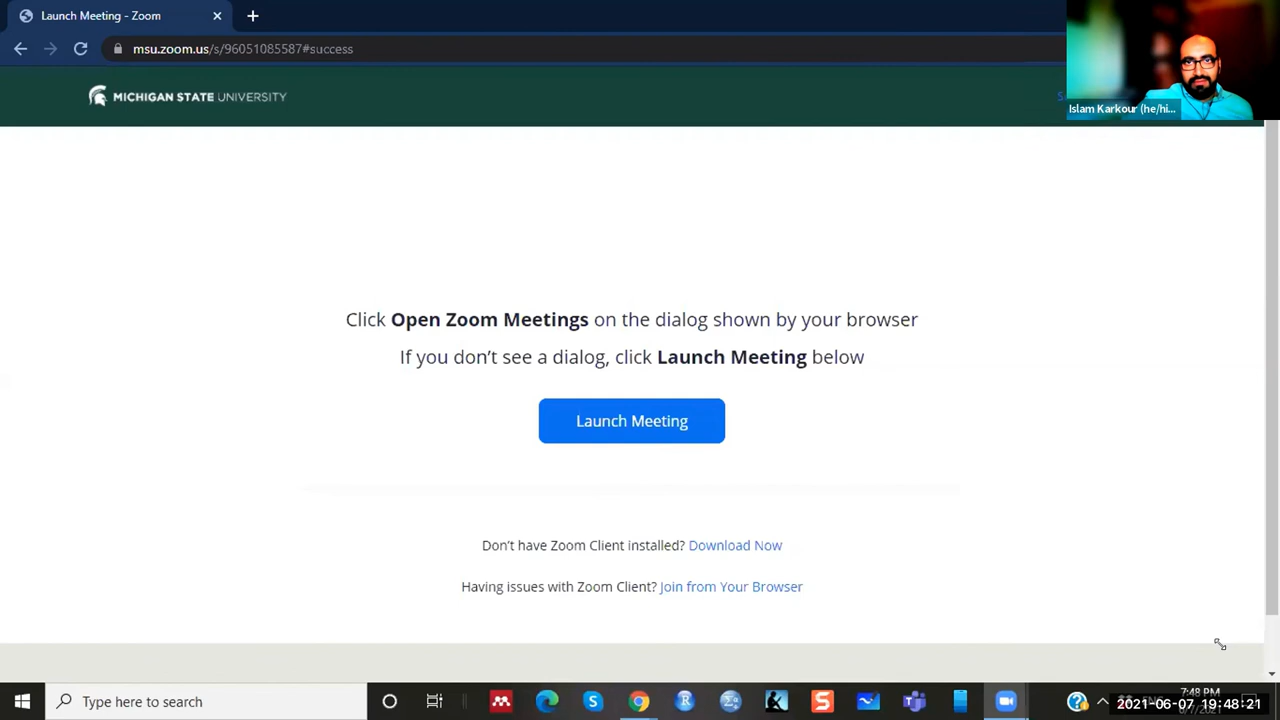 Launch Meeting - Zoom
msu.zoom.us/s/96051085587#success
MICHIGAN STATE UNIVERSITY
Islam Karkour (he/hi...
Click Open Zoom Meetings on the dialog shown by your browser
If you don’t see a dialog, click Launch Meeting below
Launch Meeting
Don’t have Zoom Client installed? Download Now
Having issues with Zoom Client? Join from Your Browser
Type here to search
7:48 PM
2021-06-07 19:48:21